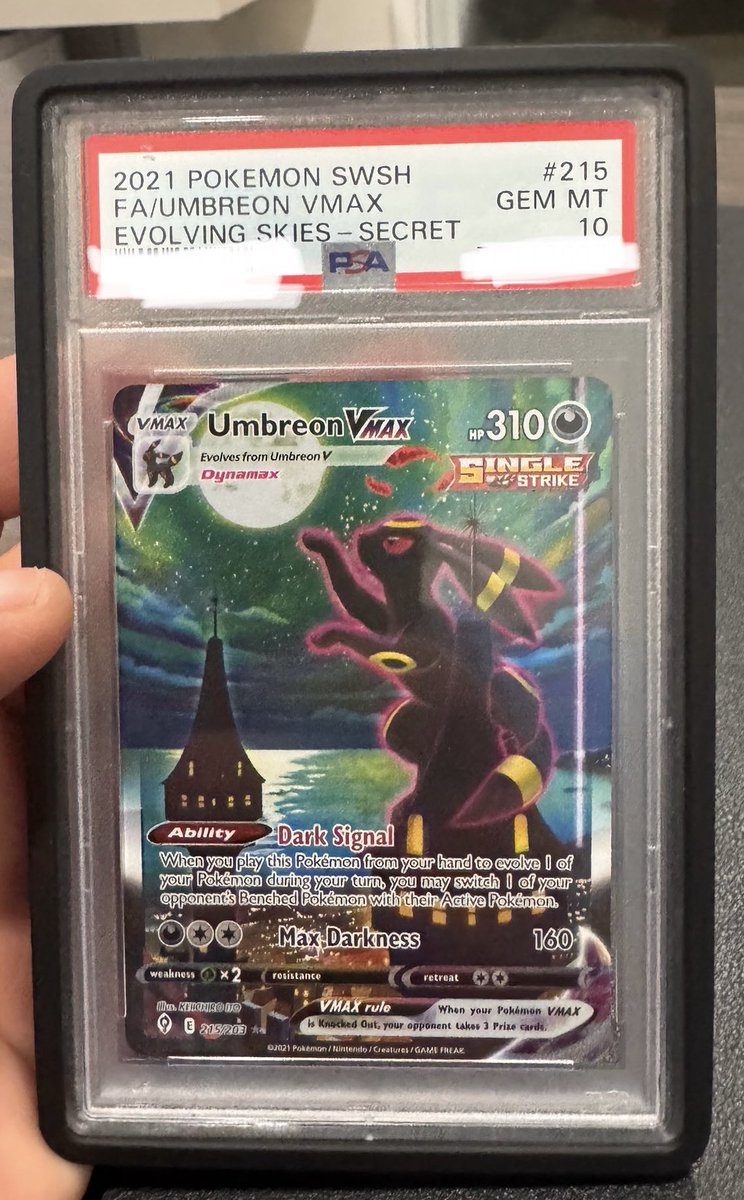 2021 POKEMON SWSH #215
FA/UMBREON VMAX GEM MT
EVOLVING SKIES - SECRET 10
PSA
VMAX Umbreon VMAX HP 310
Evolves from Umbreon V
Dynamax
SINGLE
STRIKE
Ability Dark Signal
When you play this Pokémon from your hand to evolve 1 of
your Pokémon during your turn, you may switch 1 of your
opponent's Benched Pokémon with their Active Pokémon.
Max Darkness 160
weakness ×2 resistance retreat
Illus. KEIICHIRO ITO
VMAX rule When your Pokémon VMAX
is Knocked Out, your opponent takes 3 Prize cards.
E 215/203
©2021 Pokémon / Nintendo / Creatures / GAME FREAK